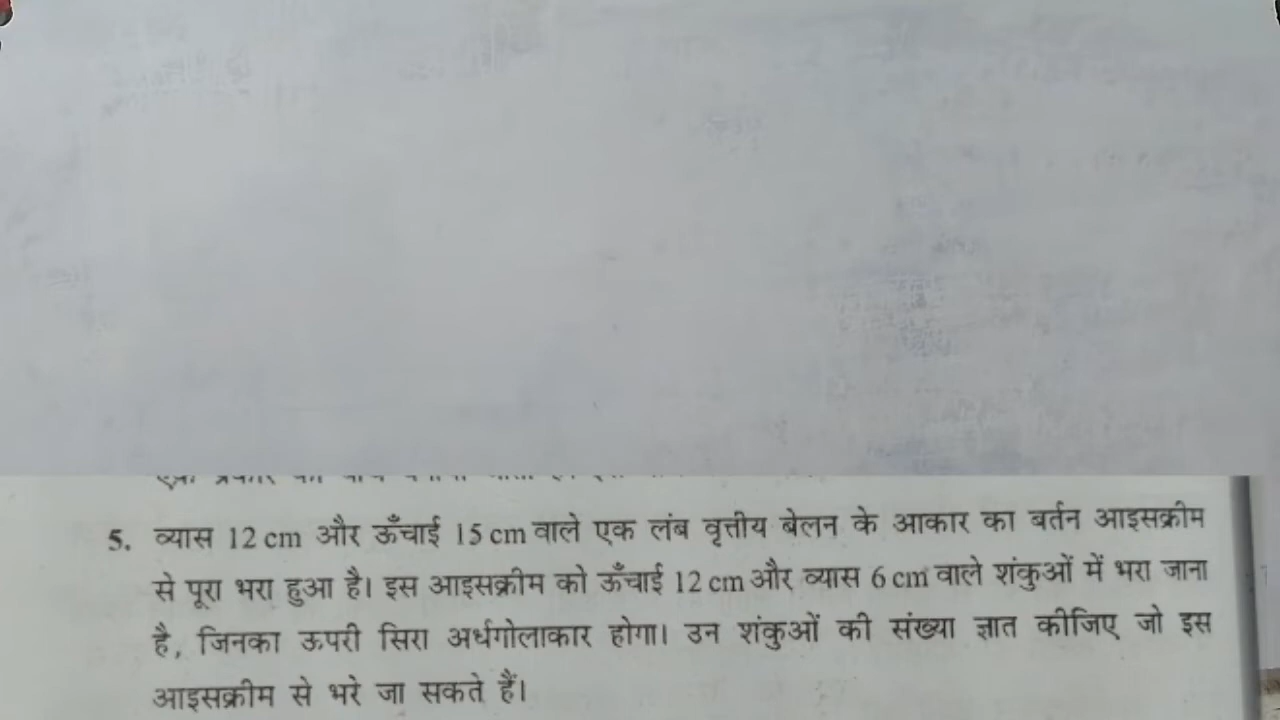 5. व्यास 12 cm और ऊँचाई 15 cm वाले एक लंब वृत्तीय बेलन के आकार का बर्तन आइसक्रीम
से पूरा भरा हुआ है। इस आइसक्रीम को ऊँचाई 12 cm और व्यास 6 cm वाले शंकुओं में भरा जाना
है, जिनका ऊपरी सिरा अर्धगोलाकार होगा। उन शंकुओं की संख्या ज्ञात कीजिए जो इस
आइसक्रीम से भरे जा सकते हैं।